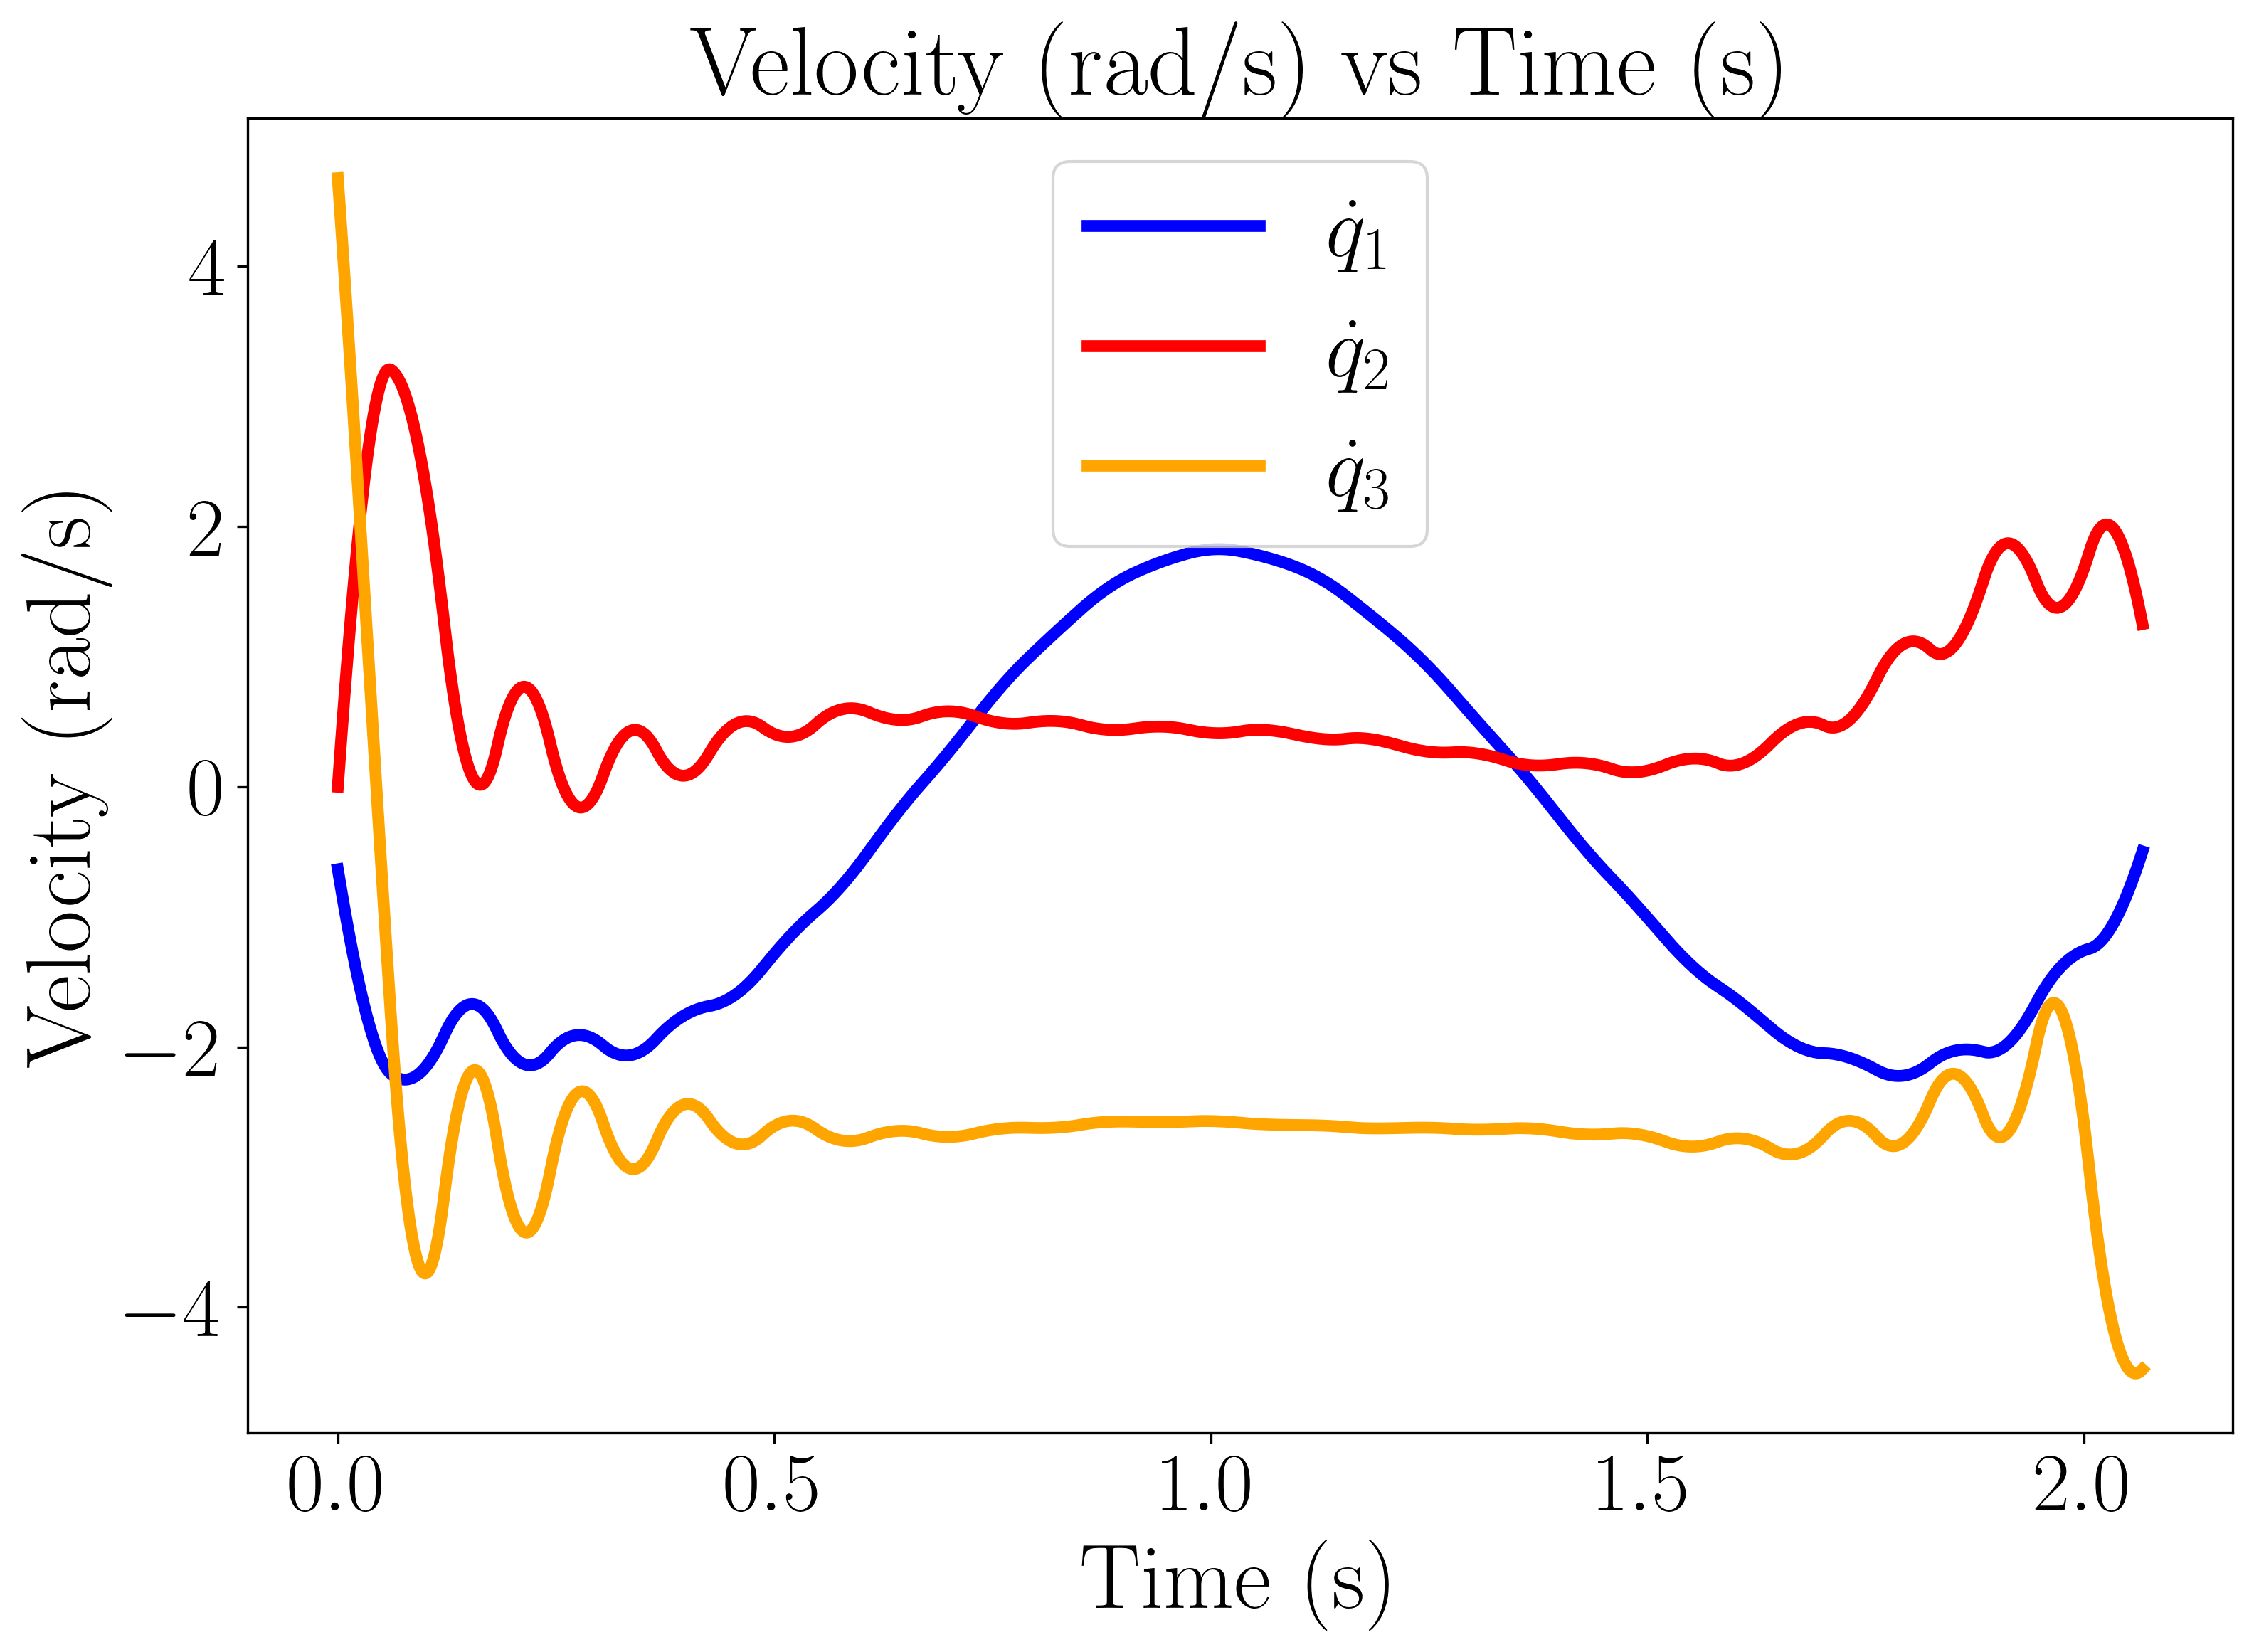 Velocity (rad/s) vs Time (s)
q̇₁
q̇₂
q̇₃
Velocity (rad/s)
4
2
0
−2
−4
0.0 0.5 1.0 1.5 2.0
Time (s)